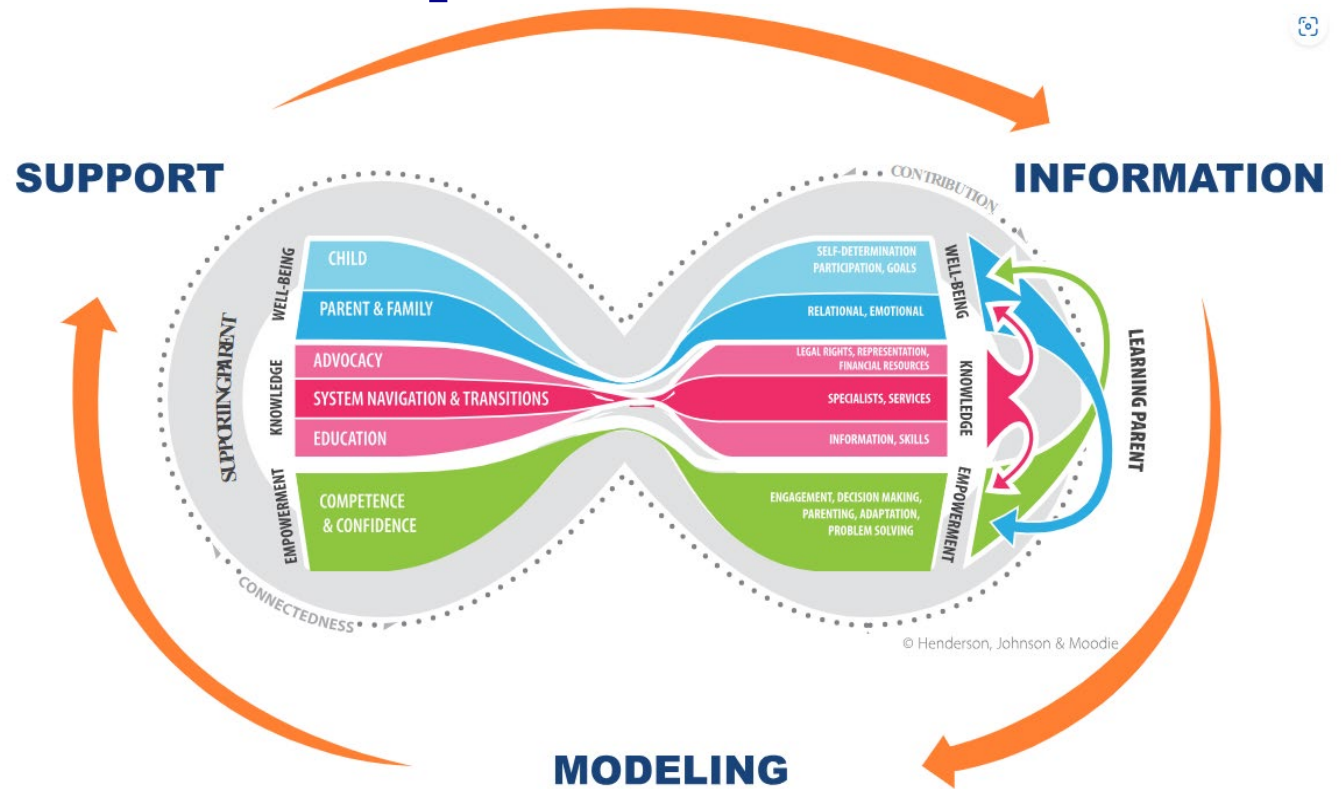 SUPPORT
INFORMATION
CONTRIBUTION
SUPPORTING PARENT
WELL-BEING
CHILD
PARENT & FAMILY
KNOWLEDGE
ADVOCACY
SYSTEM NAVIGATION & TRANSITIONS
EDUCATION
EMPOWERMENT
COMPETENCE
& CONFIDENCE
CONNECTEDNESS
SELF-DETERMINATION
PARTICIPATION, GOALS
RELATIONAL, EMOTIONAL
WELL-BEING
LEGAL RIGHTS, REPRESENTATION,
FINANCIAL RESOURCES
SPECIALISTS, SERVICES
INFORMATION, SKILLS
KNOWLEDGE
ENGAGEMENT, DECISION MAKING,
PARENTING, ADAPTATION,
PROBLEM SOLVING
EMPOWERMENT
LEARNING PARENT
© Henderson, Johnson & Moodie
MODELING